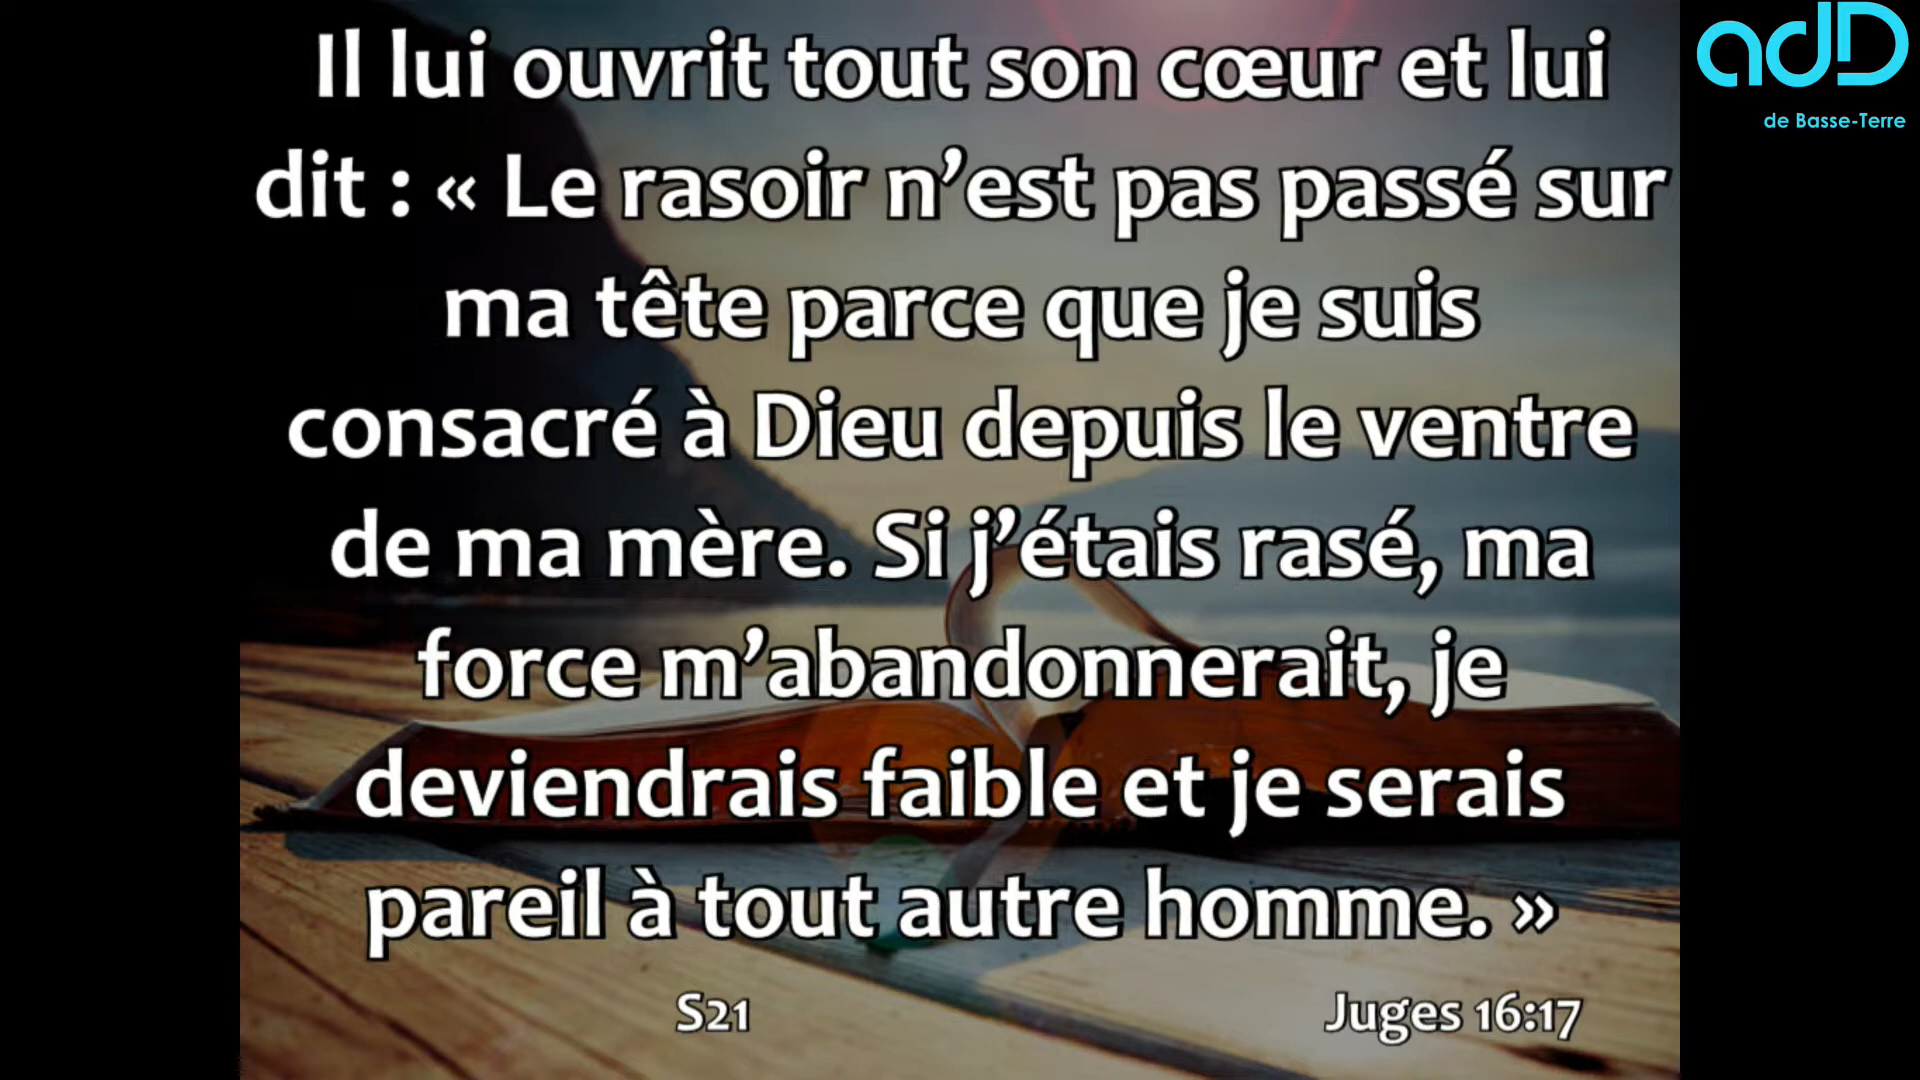 Il lui ouvrit tout son cœur et lui
dit : « Le rasoir n’est pas passé sur
ma tête parce que je suis
consacré à Dieu depuis le ventre
de ma mère. Si j’étais rasé, ma
force m’abandonnerait, je
deviendrais faible et je serais
pareil à tout autre homme. »
S21 Juges 16:17
add
de Basse-Terre